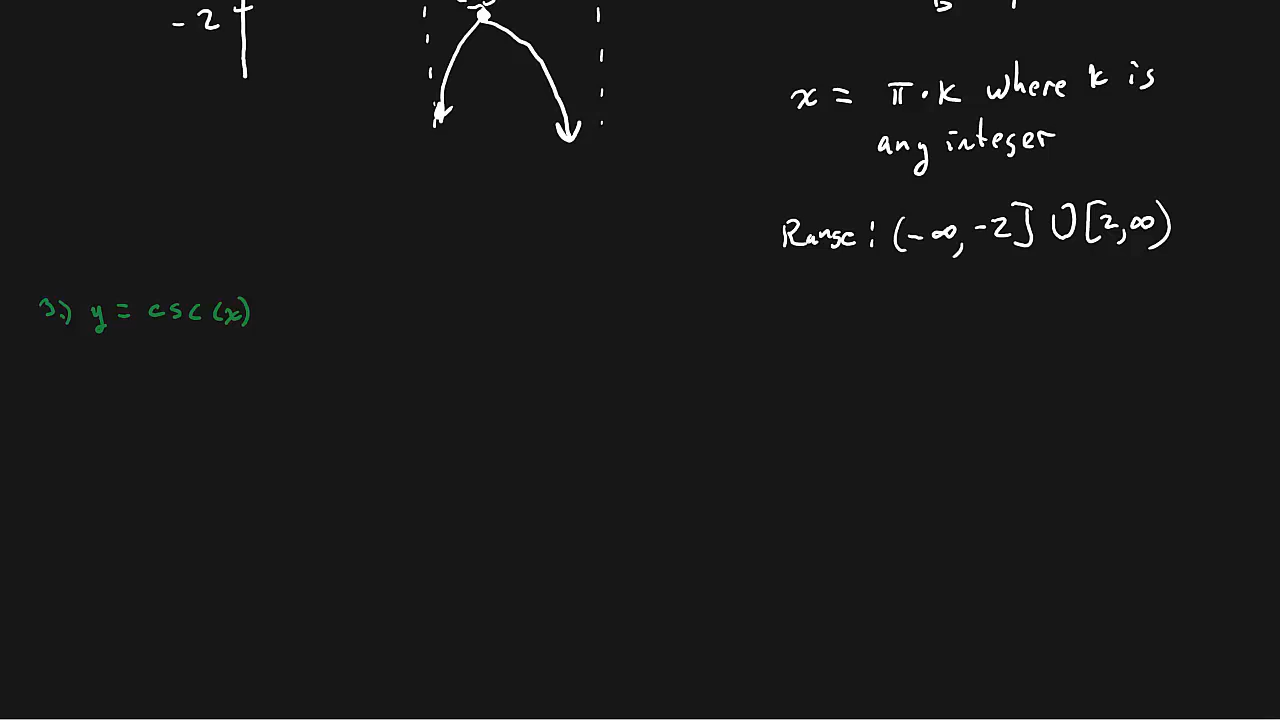 -2
x = π·k where k is
any integer
Range: (-∞, -2] ∪ [2, ∞)
3.) y = csc(x)